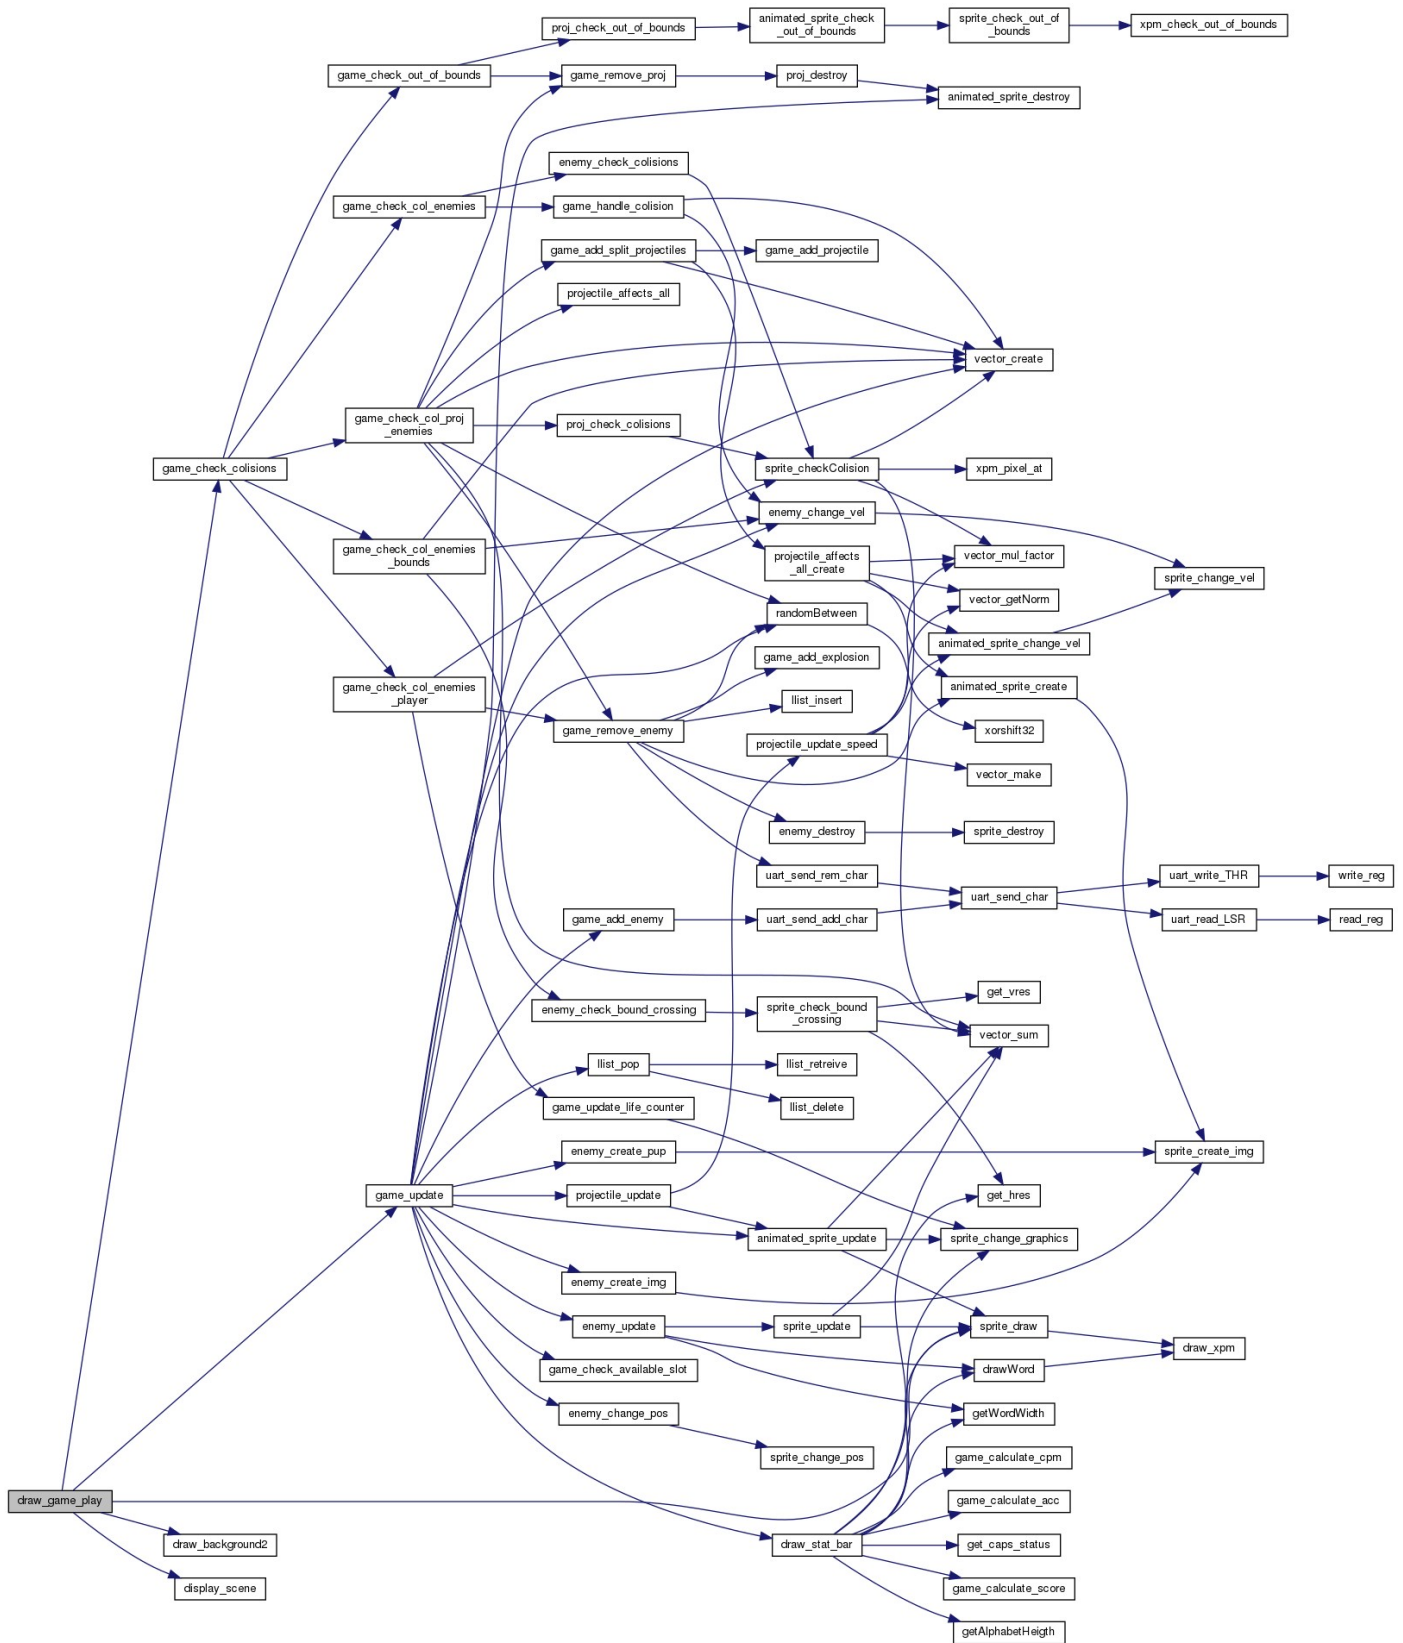 proj_check_out_of_bounds
animated_sprite_check
_out_of_bounds
sprite_check_out_of
_bounds
xpm_check_out_of_bounds
game_check_out_of_bounds
game_remove_proj
proj_destroy
animated_sprite_destroy
enemy_check_colisions
game_check_col_enemies
game_handle_colision
game_add_split_projectiles
game_add_projectile
projectile_affects_all
vector_create
game_check_col_proj
_enemies
proj_check_colisions
game_check_colisions
sprite_checkColision
xpm_pixel_at
enemy_change_vel
game_check_col_enemies
_bounds
projectile_affects
_all_create
vector_mul_factor
sprite_change_vel
vector_getNorm
randomBetween
animated_sprite_change_vel
game_add_explosion
game_check_col_enemies
_player
animated_sprite_create
llist_insert
game_remove_enemy
xorshift32
projectile_update_speed
vector_make
enemy_destroy
sprite_destroy
uart_send_rem_char
uart_write_THR
write_reg
uart_send_char
game_add_enemy
uart_send_add_char
uart_read_LSR
read_reg
get_vres
enemy_check_bound_crossing
sprite_check_bound
_crossing
vector_sum
llist_pop
llist_retreive
game_update_life_counter
llist_delete
enemy_create_pup
sprite_create_img
game_update
projectile_update
get_hres
animated_sprite_update
sprite_change_graphics
enemy_create_img
enemy_update
sprite_update
sprite_draw
draw_xpm
game_check_available_slot
drawWord
enemy_change_pos
getWordWidth
sprite_change_pos
game_calculate_cpm
draw_game_play
game_calculate_acc
draw_background2
draw_stat_bar
get_caps_status
display_scene
game_calculate_score
getAlphabetHeigth